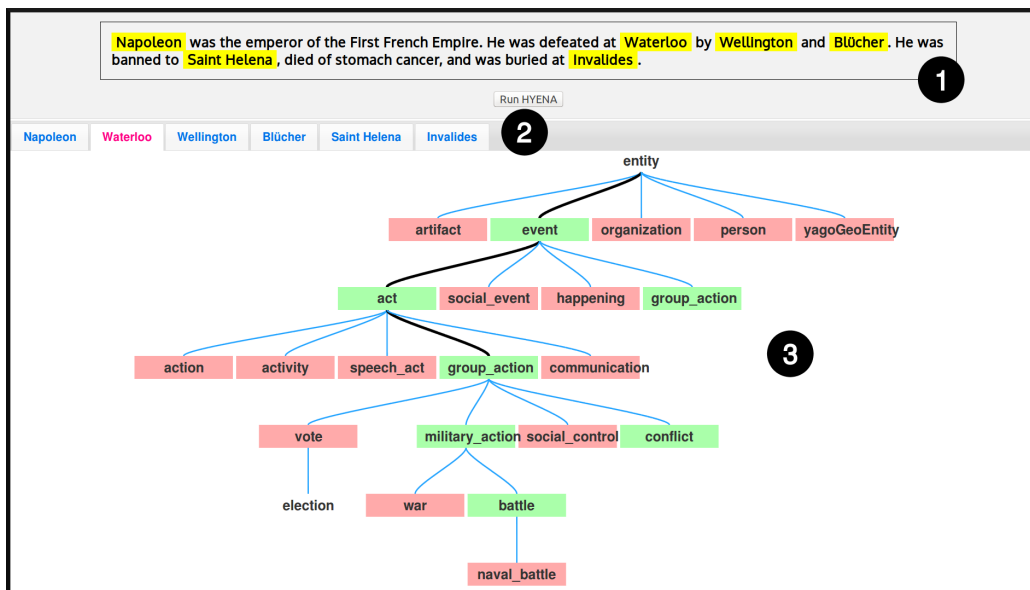 Napoleon was the emperor of the First French Empire. He was defeated at Waterloo by Wellington and Blücher. He was
banned to Saint Helena, died of stomach cancer, and was buried at Invalides.
1
Run HYENA
2
Napoleon Waterloo Wellington Blücher Saint Helena Invalides
entity
artifact event organization person yagoGeoEntity
act social_event happening group_action
3
action activity speech_act group_action communication
vote military_action social_control conflict
election war battle
naval_battle